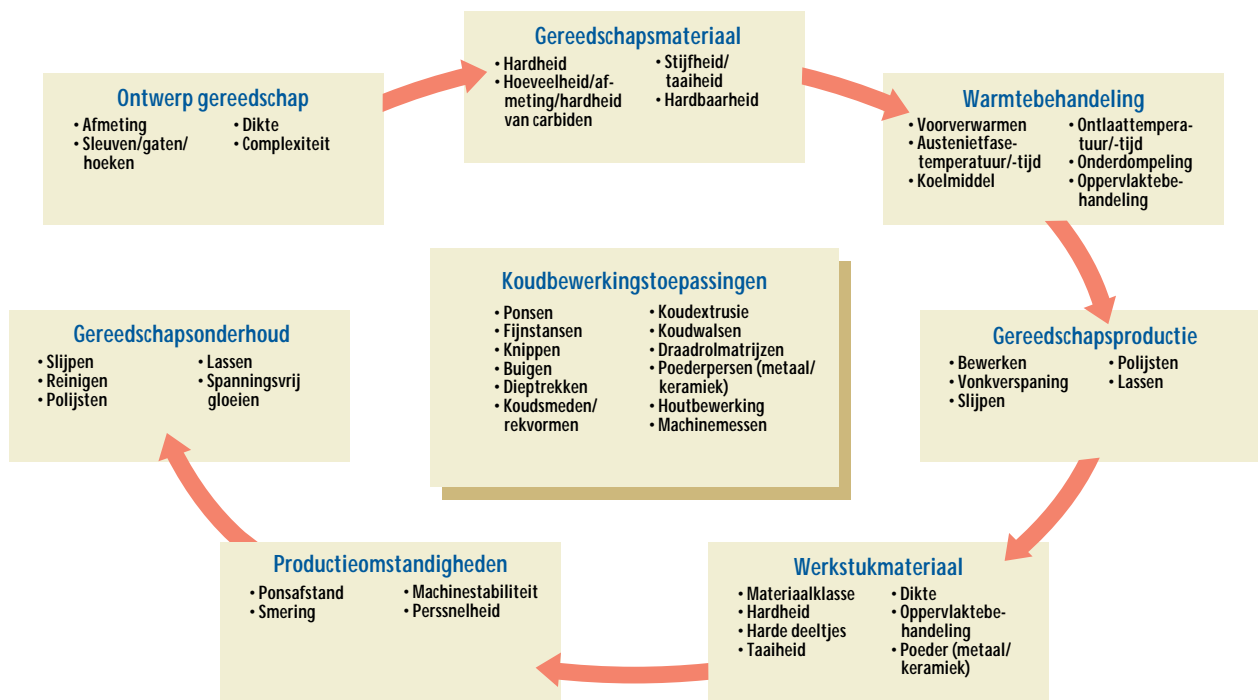 Gereedschapsmateriaal
• Hardheid
• Hoeveelheid/af-
meting/hardheid
van carbiden
• Stijfheid/
taaiheid
• Hardbaarheid
Ontwerp gereedschap
• Afmeting
• Sleuven/gaten/
hoeken
• Dikte
• Complexiteit
Warmtebehandeling
• Voorverwarmen
• Austenietfase-
temperatuur/-tijd
• Koelmiddel
• Ontlaattempera-
tuur/-tijd
• Onderdompeling
• Oppervlaktebe-
handeling
Koudbewerkingstoepassingen
• Ponsen
• Fijnstansen
• Knippen
• Buigen
• Dieptrekken
• Koudsmeden/
rekvormen
• Koudextrusie
• Koudwalsen
• Draadrolmatrijzen
• Poederpersen (metaal/
keramiek)
• Houtbewerking
• Machinemessen
Gereedschapsonderhoud
• Slijpen
• Reinigen
• Polijsten
• Lassen
• Spanningsvrij
gloeien
Gereedschapsproductie
• Bewerken
• Vonkverspaning
• Slijpen
• Polijsten
• Lassen
Productieomstandigheden
• Ponsafstand
• Smering
• Machinestabiliteit
• Perssnelheid
Werkstukmateriaal
• Materiaalklasse
• Hardheid
• Harde deeltjes
• Taaiheid
• Dikte
• Oppervlaktebe-
handeling
• Poeder (metaal/
keramiek)